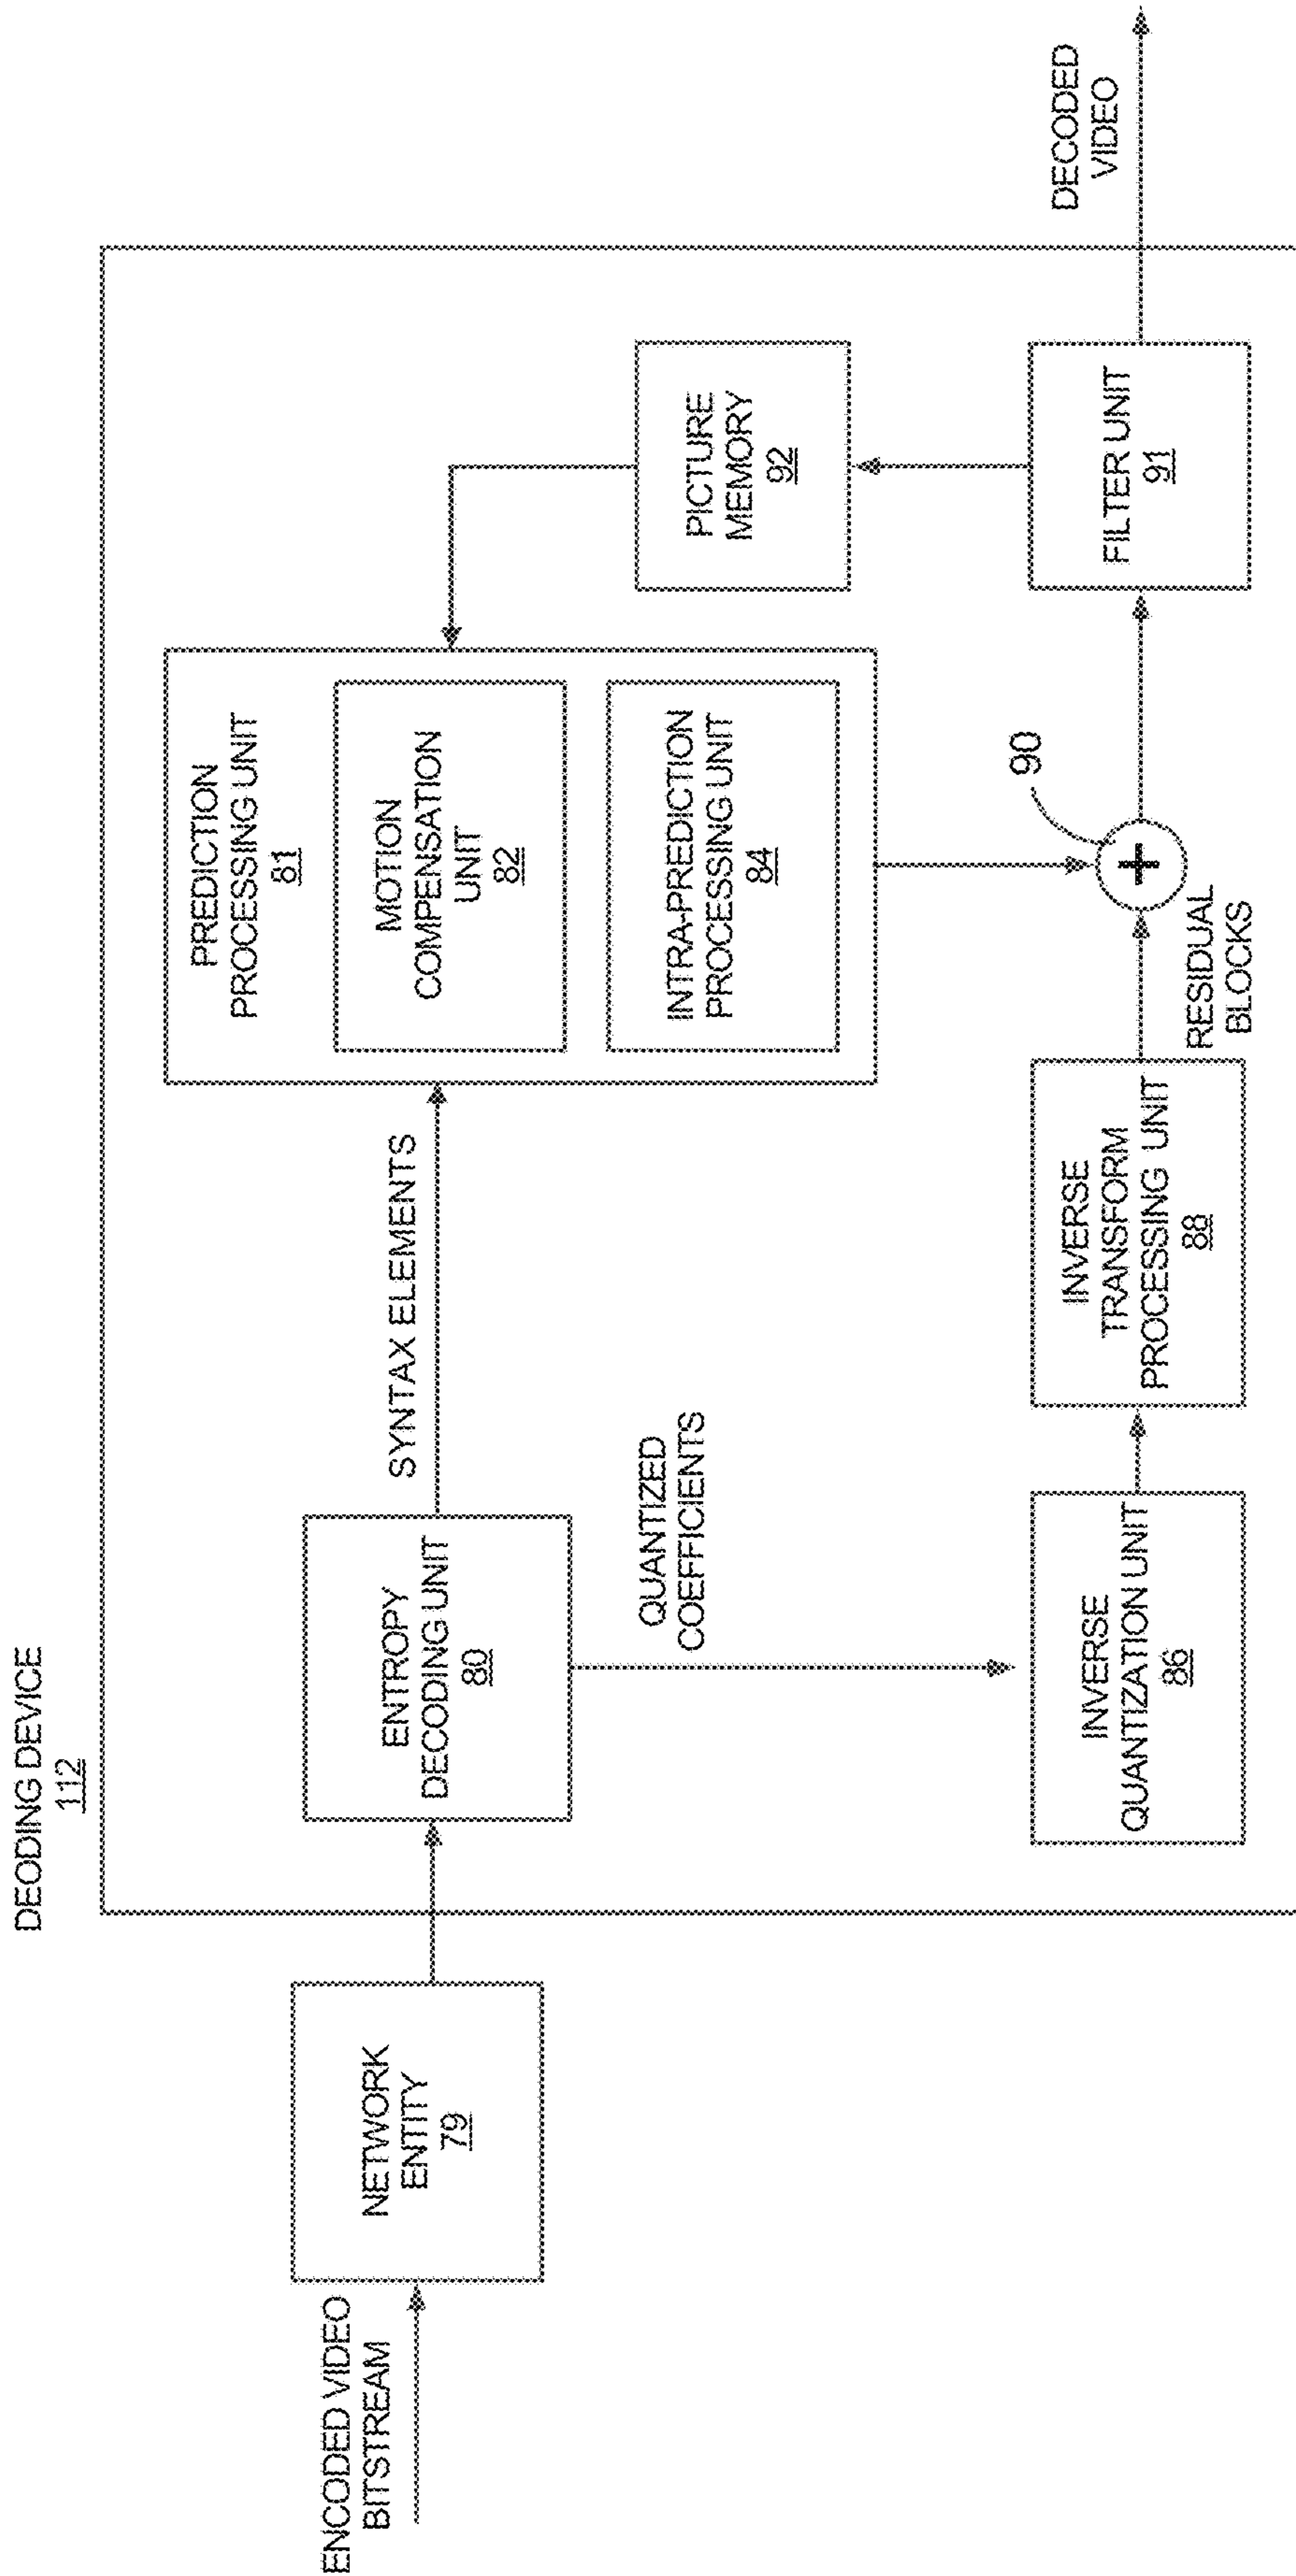 DEODING DEVICE
112
ENCODED VIDEO
BITSTREAM
NETWORK
ENTITY
79
ENTROPY
DECODING UNIT
80
SYNTAX ELEMENTS
QUANTIZED
COEFFICIENTS
PREDICTION
PROCESSING UNIT
81
MOTION
COMPENSATION
UNIT
82
INTRA-PREDICTION
PROCESSING UNIT
84
PICTURE
MEMORY
92
INVERSE
QUANTIZATION UNIT
86
INVERSE
TRANSFORM
PROCESSING UNIT
88
RESIDUAL
BLOCKS
90
+
FILTER UNIT
91
DECODED
VIDEO